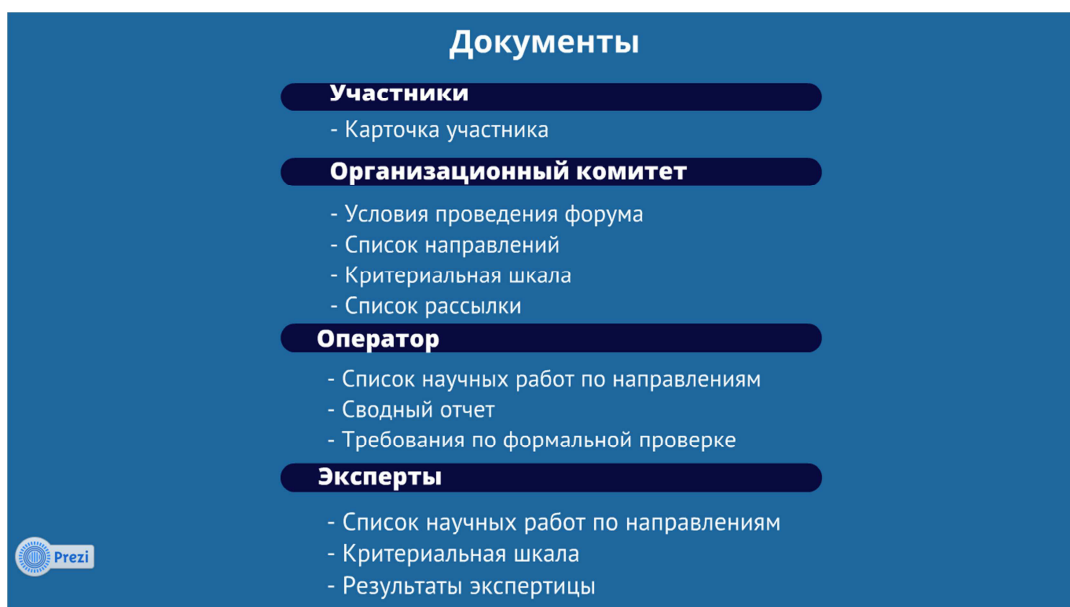 Документы
Участники
- Карточка участника
Организационный комитет
- Условия проведения форума
- Список направлений
- Критериальная шкала
- Список рассылки
Оператор
- Список научных работ по направлениям
- Сводный отчет
- Требования по формальной проверке
Эксперты
- Список научных работ по направлениям
- Критериальная шкала
- Результаты экспертицы
Prezi